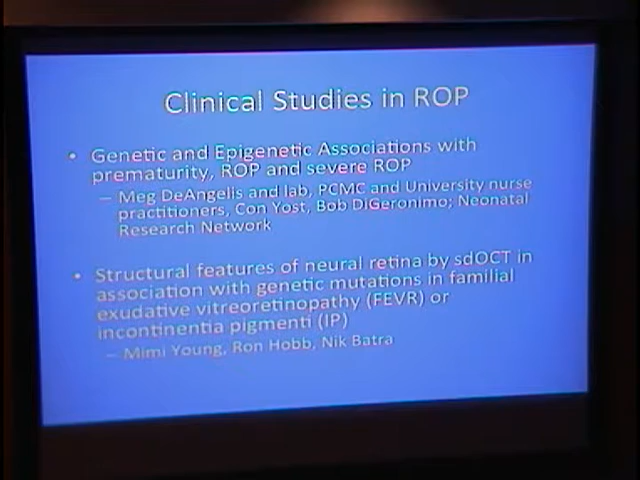 Clinical Studies in ROP
• Genetic and Epigenetic Associations with
prematurity, ROP and severe ROP
– Meg DeAngelis and lab, PCMC and University nurse
practitioners, Con Yost, Bob DiGeronimo; Neonatal
Research Network
• Structural features of neural retina by sdOCT in
association with genetic mutations in familial
exudative vitreoretinopathy (FEVR) or
incontinentia pigmenti (IP)
– Mimi Young, Ron Hobb, Nik Batra